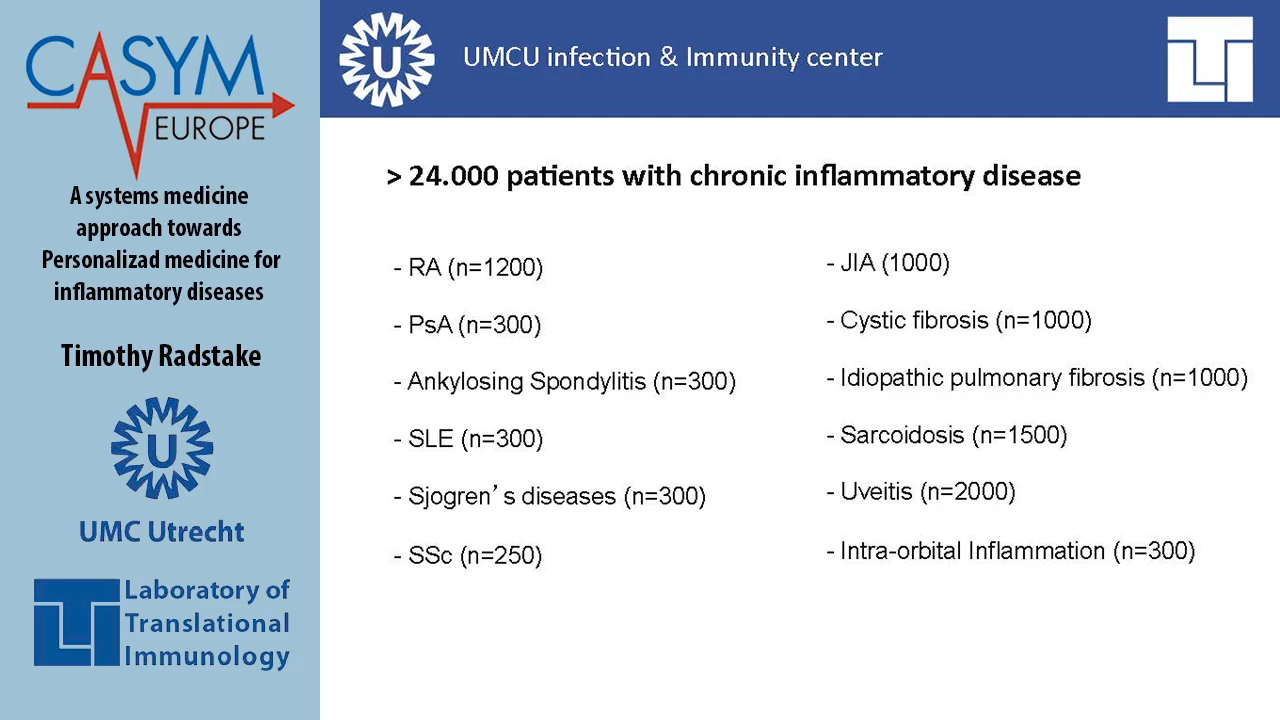 CASYM
EUROPE
A systems medicine
approach towards
Personalizad medicine for
inflammatory diseases
Timothy Radstake
U
UMC Utrecht
LTI
Laboratory of
Translational
Immunology
U
UMCU infection & Immunity center
LTI
> 24.000 patients with chronic inflammatory disease
- RA (n=1200)
- PsA (n=300)
- Ankylosing Spondylitis (n=300)
- SLE (n=300)
- Sjogren’s diseases (n=300)
- SSc (n=250)
- JIA (1000)
- Cystic fibrosis (n=1000)
- Idiopathic pulmonary fibrosis (n=1000)
- Sarcoidosis (n=1500)
- Uveitis (n=2000)
- Intra-orbital Inflammation (n=300)